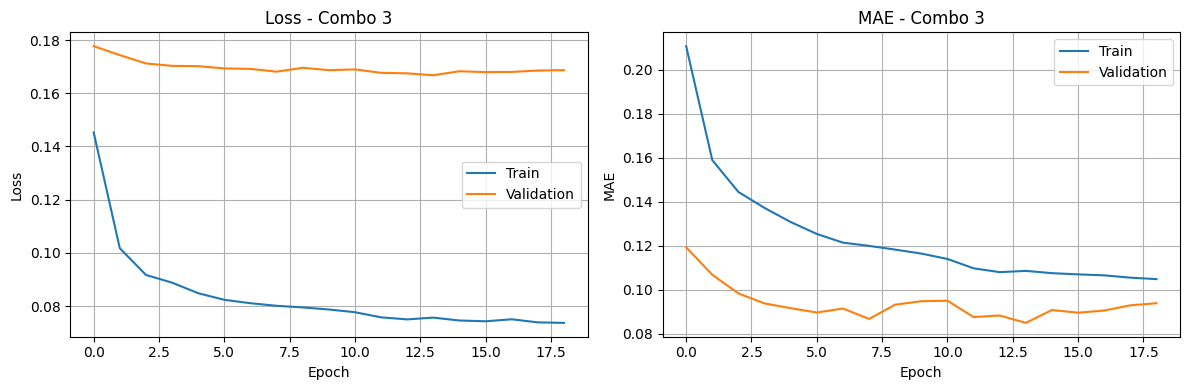 Loss - Combo 3
0.18
0.16
0.14
0.12
0.10
0.08
Loss
Train
Validation
0.0 2.5 5.0 7.5 10.0 12.5 15.0 17.5
Epoch
MAE - Combo 3
0.20
0.18
0.16
0.14
0.12
0.10
0.08
MAE
Train
Validation
0.0 2.5 5.0 7.5 10.0 12.5 15.0 17.5
Epoch